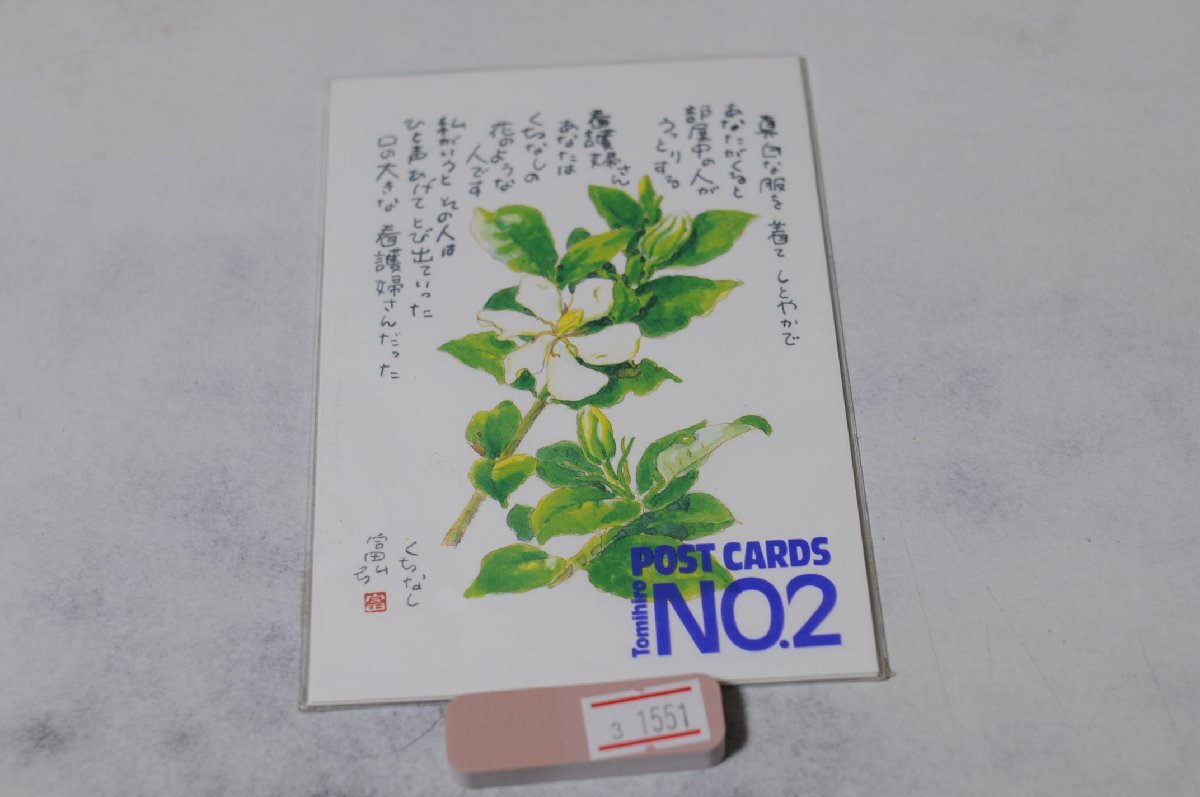 真白な服を着てしとやかで
あなたがくると
部屋中の人が
うっとりする
看護婦さん
あなたは
くちなしの
花のような
人です
私がいうとその人は
ひと声あげてとび出ていった
口の大きな看護婦さんだった
くちなし
富山ろ
富
POST CARDS
Tomihiro
NO.2
3 1551